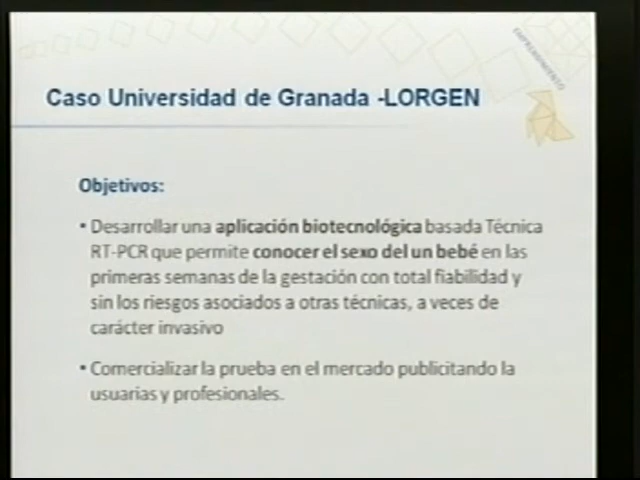 EMPRENDIMIENTO
Caso Universidad de Granada -LORGEN
Objetivos:
• Desarrollar una aplicación biotecnológica basada Técnica
RT-PCR que permite conocer el sexo del un bebé en las
primeras semanas de la gestación con total fiabilidad y
sin los riesgos asociados a otras técnicas, a veces de
carácter invasivo
• Comercializar la prueba en el mercado publicitando la
usuarias y profesionales.